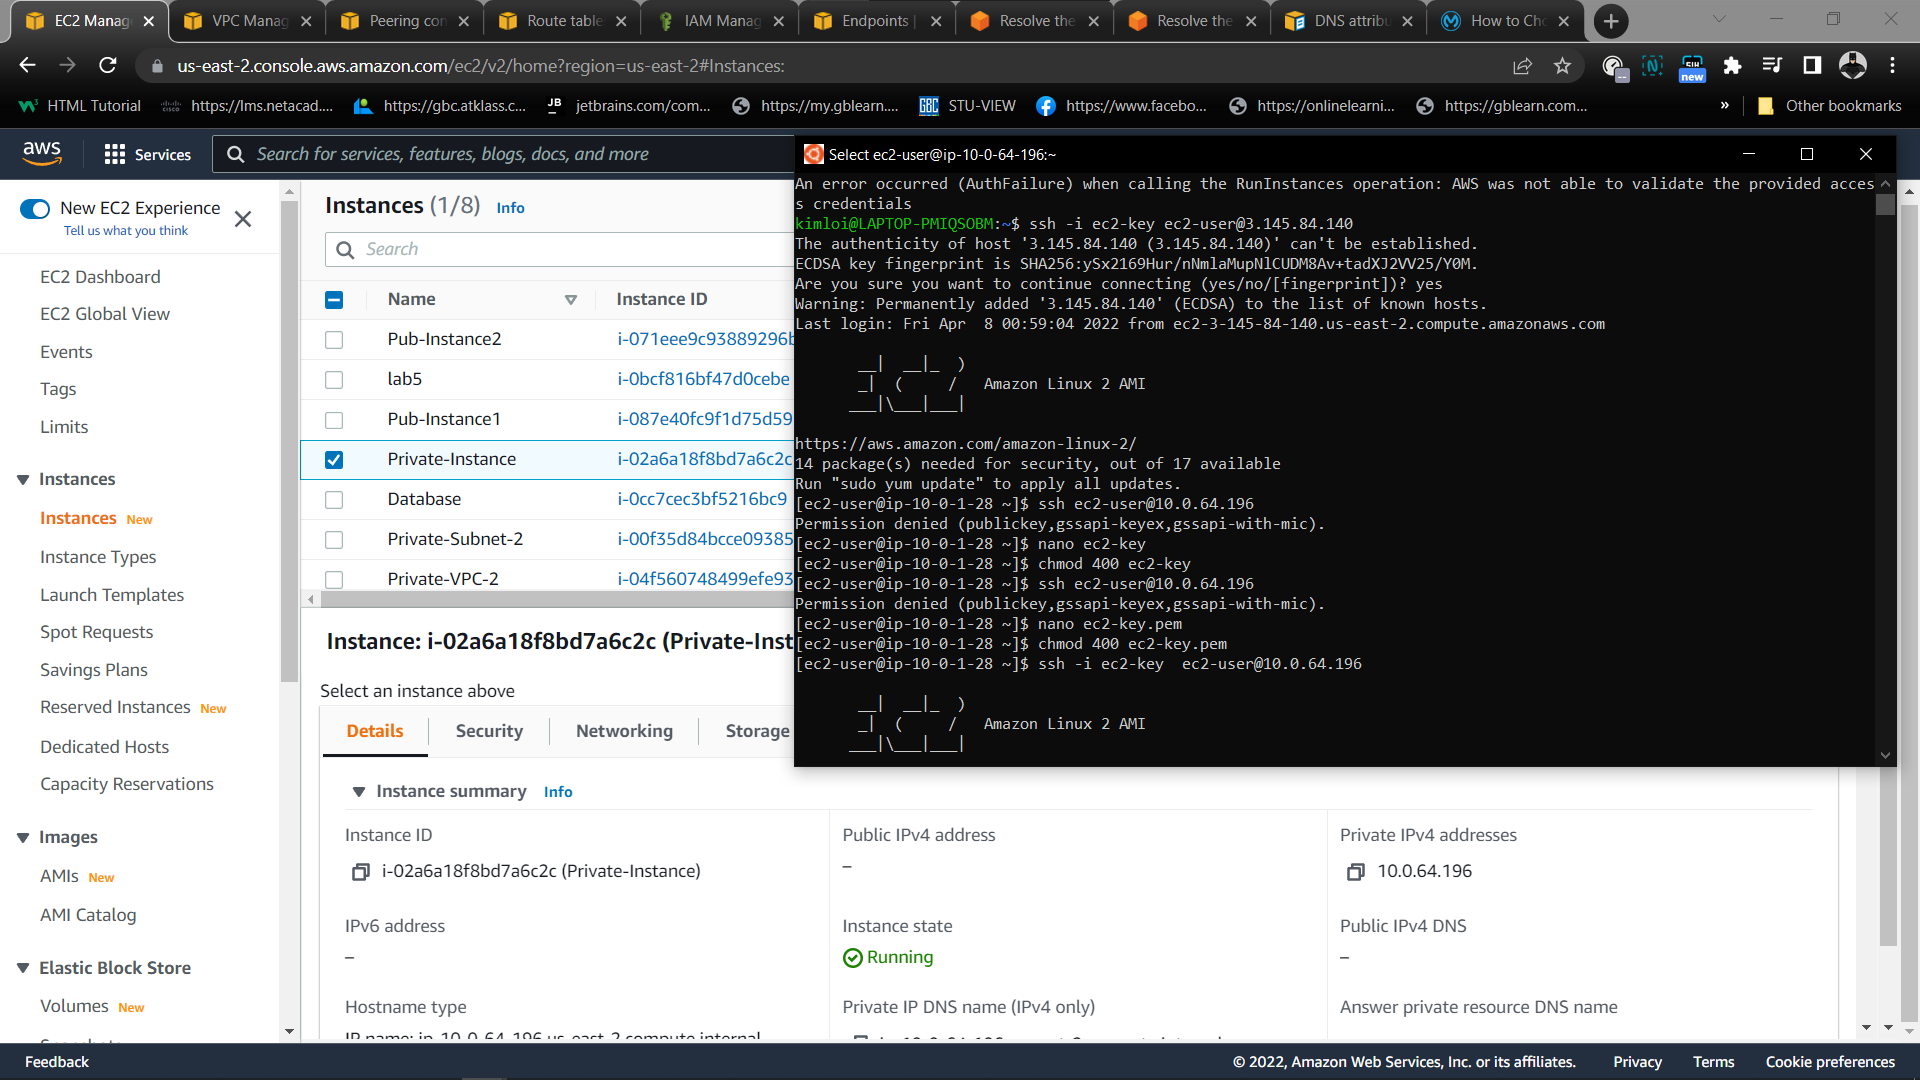 EC2 Manag
VPC Manag
Peering con
Route table
IAM Manag
Endpoints |
Resolve the
Resolve the
DNS attribu
How to Cho
us-east-2.console.aws.amazon.com/ec2/v2/home?region=us-east-2#Instances:
new
HTML Tutorial
https://lms.netacad....
https://gbc.atklass.c...
jetbrains.com/com...
https://my.gblearn....
STU-VIEW
https://www.facebo...
https://onlinelearni...
https://gblearn.com...
»
Other bookmarks
aws
Services
Search for services, features, blogs, docs, and more
New EC2 Experience
Tell us what you think
EC2 Dashboard
EC2 Global View
Events
Tags
Limits
Instances
Instances New
Instance Types
Launch Templates
Spot Requests
Savings Plans
Reserved Instances New
Dedicated Hosts
Capacity Reservations
Images
AMIs New
AMI Catalog
Elastic Block Store
Volumes New
Instances (1/8) Info
Search
Name Instance ID
Pub-Instance2 i-071eee9c93889296b
lab5 i-0bcf816bf47d0cebe
Pub-Instance1 i-087e40fc9f1d75d59
Private-Instance i-02a6a18f8bd7a6c2c
Database i-0cc7cec3bf5216bc9
Private-Subnet-2 i-00f35d84bcce09385
Private-VPC-2 i-04f560748499efe93
Select ec2-user@ip-10-0-64-196:~
An error occurred (AuthFailure) when calling the RunInstances operation: AWS was not able to validate the provided acces
s credentials
kimloi@LAPTOP-PMIQSOBM:~$ ssh -i ec2-key ec2-user@3.145.84.140
The authenticity of host '3.145.84.140 (3.145.84.140)' can't be established.
ECDSA key fingerprint is SHA256:ySx2169Hur/nNmlaMupNlCUDM8Av+tadXJ2VV25/Y0M.
Are you sure you want to continue connecting (yes/no/[fingerprint])? yes
Warning: Permanently added '3.145.84.140' (ECDSA) to the list of known hosts.
Last login: Fri Apr  8 00:59:04 2022 from ec2-3-145-84-140.us-east-2.compute.amazonaws.com
       __|  __|_  )
       _|  (     /   Amazon Linux 2 AMI
      ___|\___|___|
https://aws.amazon.com/amazon-linux-2/
14 package(s) needed for security, out of 17 available
Run "sudo yum update" to apply all updates.
[ec2-user@ip-10-0-1-28 ~]$ ssh ec2-user@10.0.64.196
Permission denied (publickey,gssapi-keyex,gssapi-with-mic).
[ec2-user@ip-10-0-1-28 ~]$ nano ec2-key
[ec2-user@ip-10-0-1-28 ~]$ chmod 400 ec2-key
[ec2-user@ip-10-0-1-28 ~]$ ssh ec2-user@10.0.64.196
Permission denied (publickey,gssapi-keyex,gssapi-with-mic).
[ec2-user@ip-10-0-1-28 ~]$ nano ec2-key.pem
[ec2-user@ip-10-0-1-28 ~]$ chmod 400 ec2-key.pem
[ec2-user@ip-10-0-1-28 ~]$ ssh -i ec2-key  ec2-user@10.0.64.196
       __|  __|_  )
       _|  (     /   Amazon Linux 2 AMI
      ___|\___|___|
Instance: i-02a6a18f8bd7a6c2c (Private-Inst
Select an instance above
Details
Security
Networking
Storage
Instance summary Info
Instance ID
i-02a6a18f8bd7a6c2c (Private-Instance)
Public IPv4 address
–
Private IPv4 addresses
10.0.64.196
IPv6 address
–
Instance state
Running
Public IPv4 DNS
–
Hostname type
IP name: ip-10-0-64-196.us-east-2.compute.internal
Private IP DNS name (IPv4 only)
Answer private resource DNS name
Feedback
© 2022, Amazon Web Services, Inc. or its affiliates.
Privacy
Terms
Cookie preferences